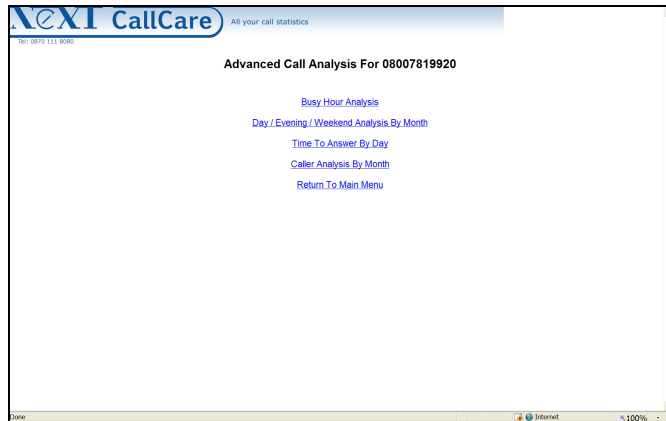 NeXT CallCare All your call statistics
Tel: 0870 111 8080
Advanced Call Analysis For 08007819920
Busy Hour Analysis
Day / Evening / Weekend Analysis By Month
Time To Answer By Day
Caller Analysis By Month
Return To Main Menu
Done Internet 100%